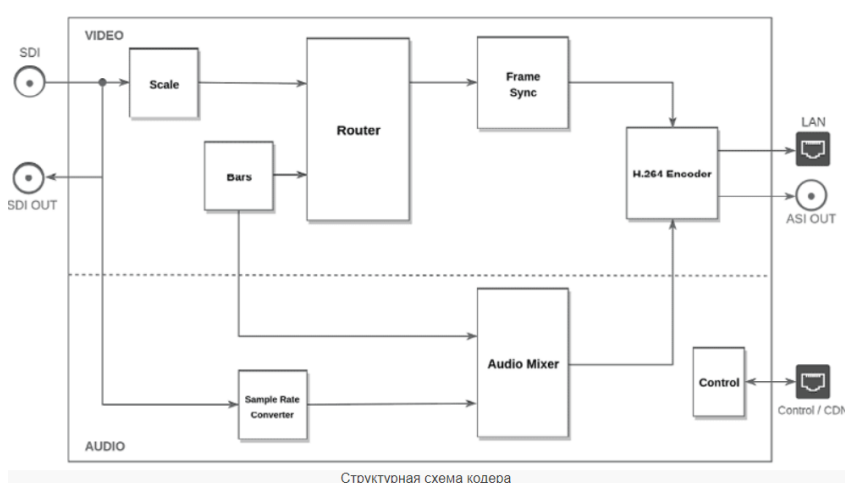 VIDEO
SDI
Scale
Router
Frame
Sync
LAN
Bars
H.264 Encoder
SDI OUT
ASI OUT
Audio Mixer
Control
Sample Rate
Converter
Control / CDM
AUDIO
Структурная схема кодера